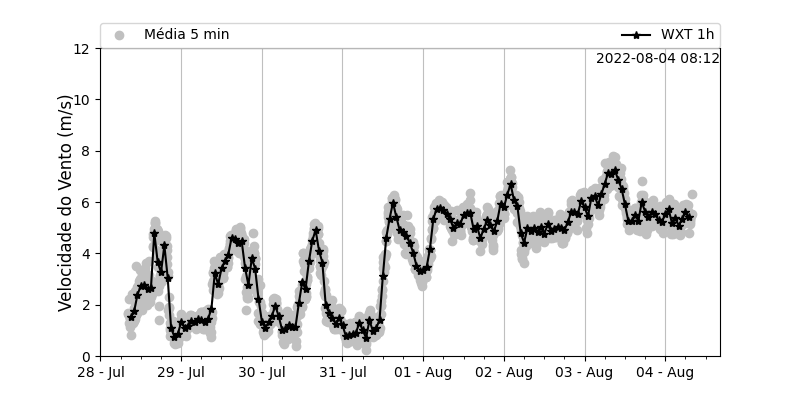 Média 5 min
WXT 1h
2022-08-04 08:12
Velocidade do Vento (m/s)
12
10
8
6
4
2
0
28 - Jul
29 - Jul
30 - Jul
31 - Jul
01 - Aug
02 - Aug
03 - Aug
04 - Aug